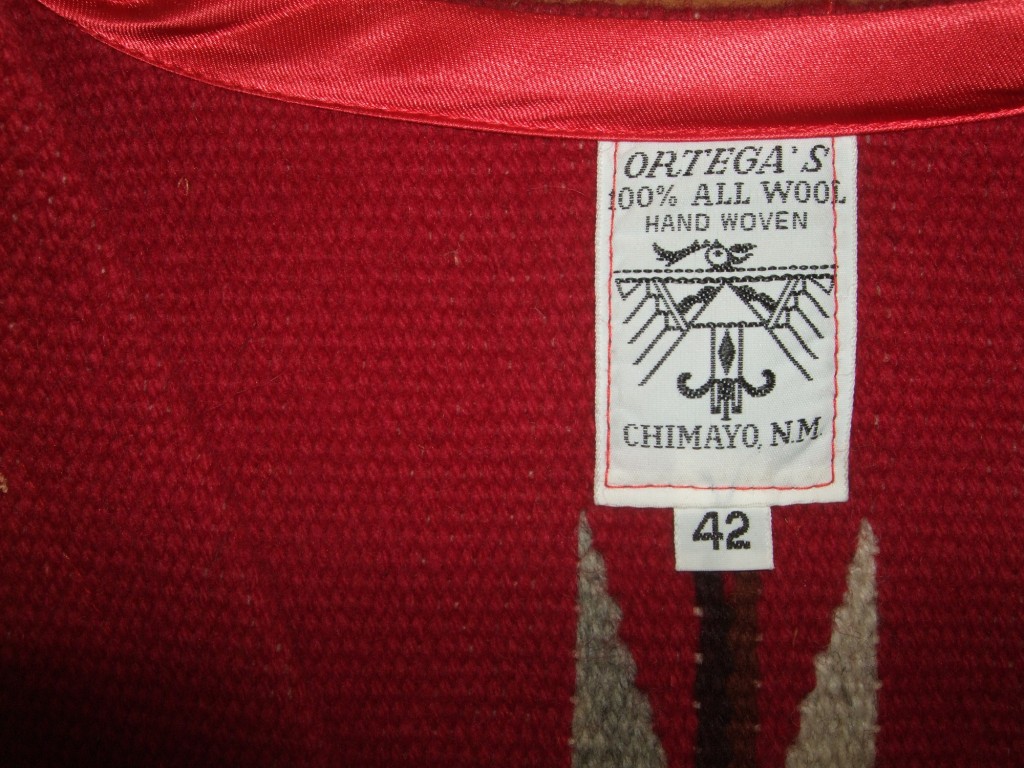 ORTEGA'S
100% ALL WOOL
HAND WOVEN
CHIMAYO, N.M.
42